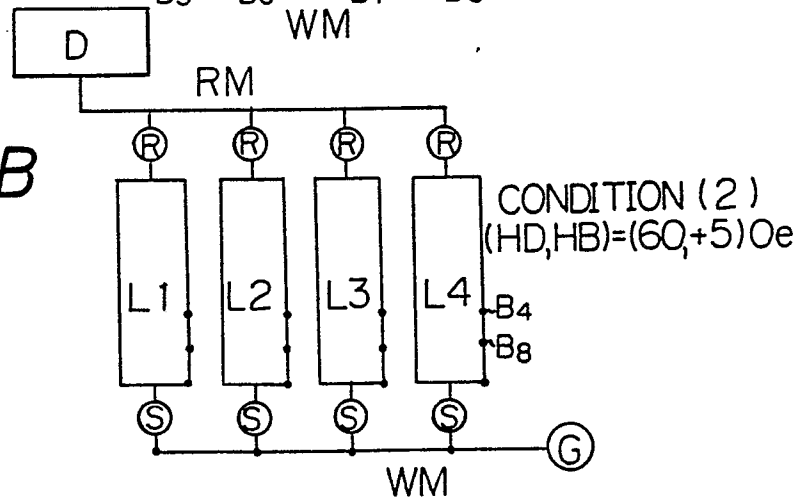 WM
D
RM
R R R R
B
CONDITION (2)
(HD,HB)=(60,+5)Oe
L1 L2 L3 L4
B4
B8
S S S S
G
WM